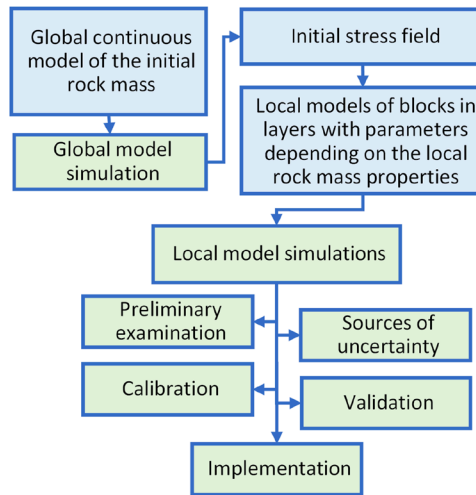 Global continuous
model of the initial
rock mass
Global model
simulation
Initial stress field
Local models of blocks in
layers with parameters
depending on the local
rock mass properties
Local model simulations
Preliminary
examination
Sources of
uncertainty
Calibration
Validation
Implementation